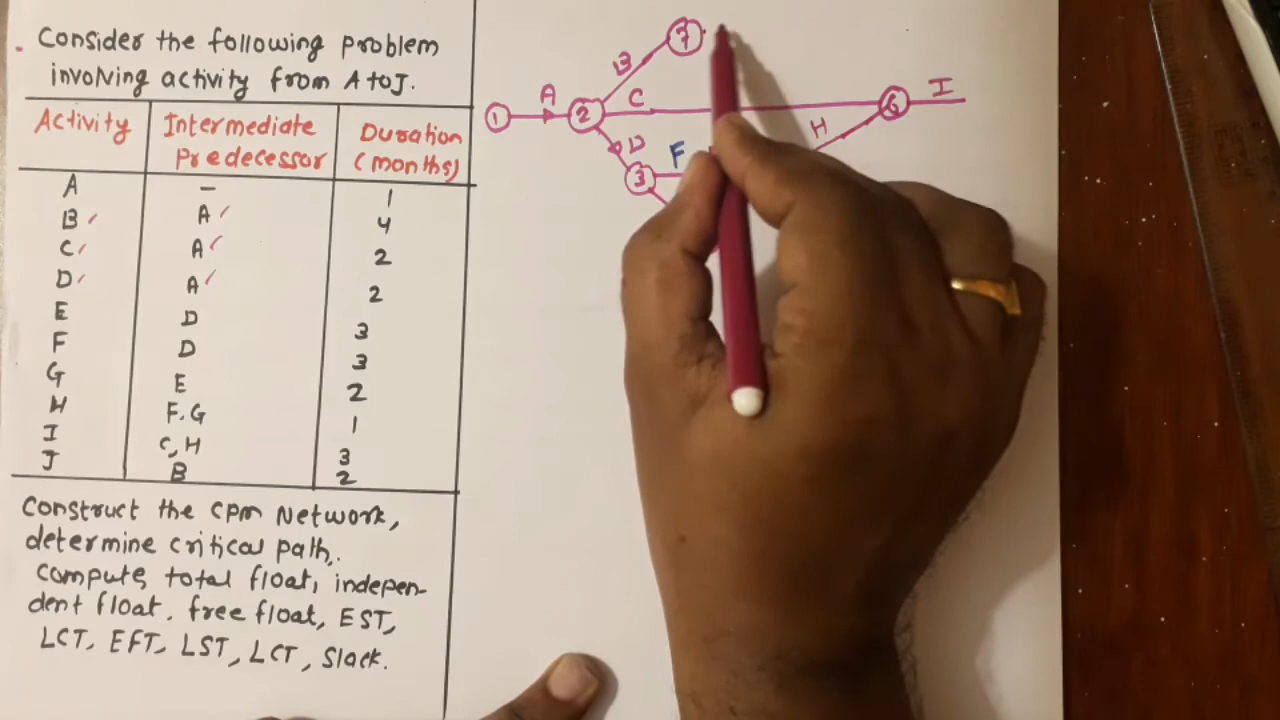 Consider the following problem
involving activity from A to J.
Activity Intermediate Predecessor Duration (months)
A - 1
B A 4
C A 2
D A 2
E D 3
F D 3
G E 2
H F, G 1
I C, H 3
J B 2
Construct the cpm Network,
determine critical path,.
compute, total float, indepen-
dent float. free float, EST,
LCT, EFT, LST, LCT, Slack.
7
B
A
C
I
1
2
6
D
F
H
3